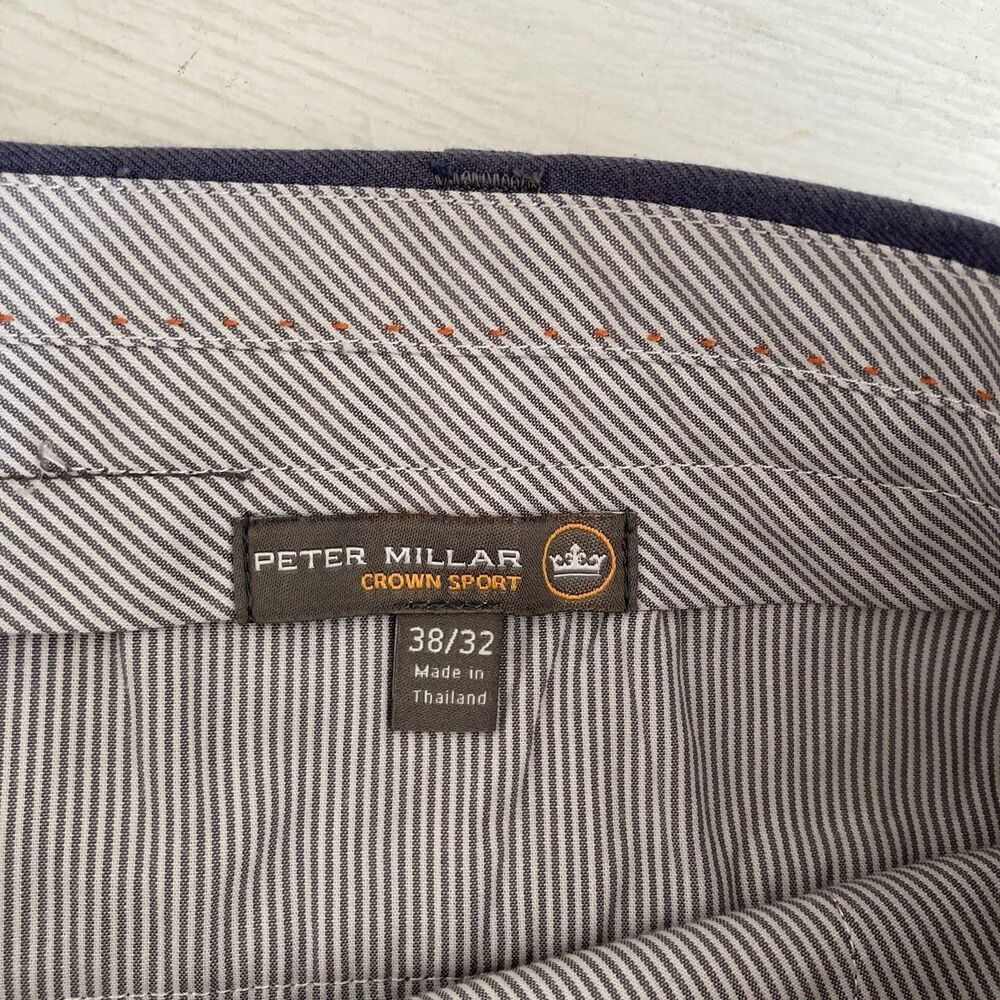 PETER MILLAR
CROWN SPORT
38/32
Made in
Thailand